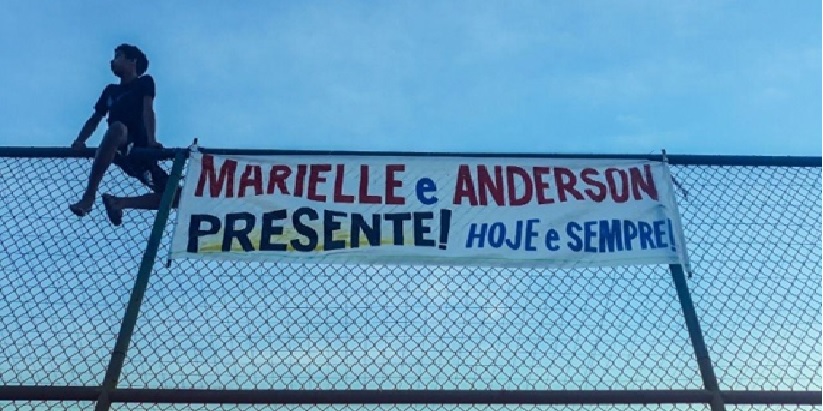 MARIELLE e ANDERSON
PRESENTE! HOJE e SEMPRE!